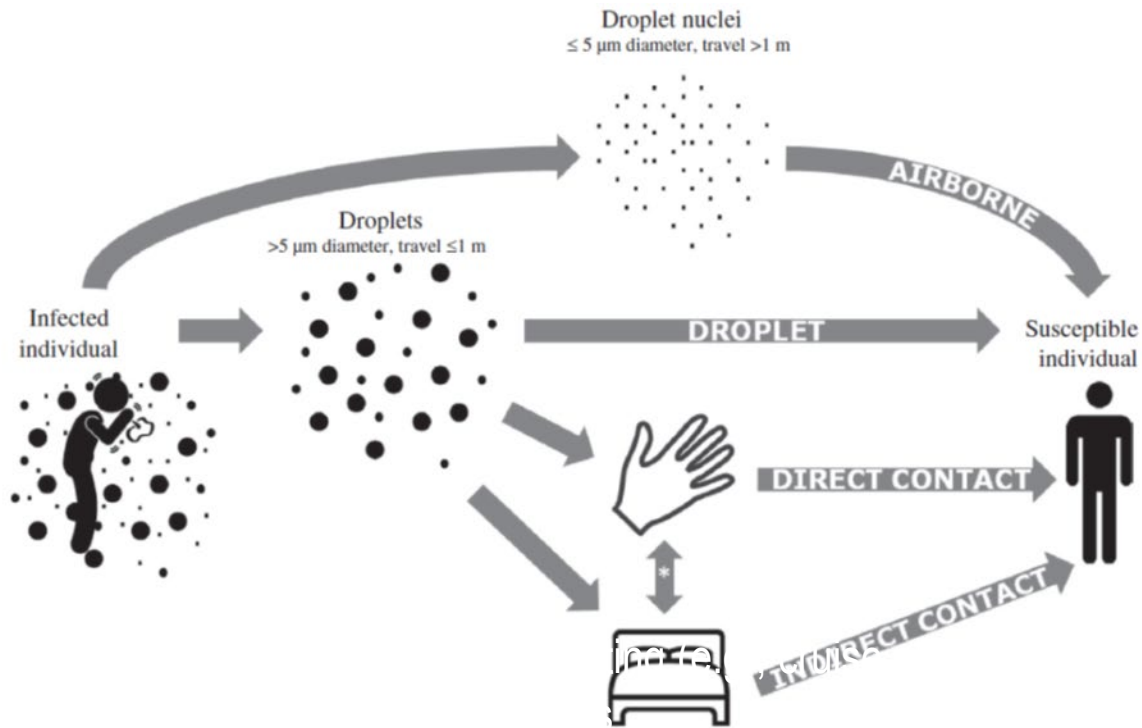 Droplet nuclei
≤ 5 μm diameter, travel >1 m
AIRBORNE
Droplets
>5 μm diameter, travel ≤1 m
Infected
individual
DROPLET
Susceptible
individual
DIRECT CONTACT
*
INDIRECT CONTACT